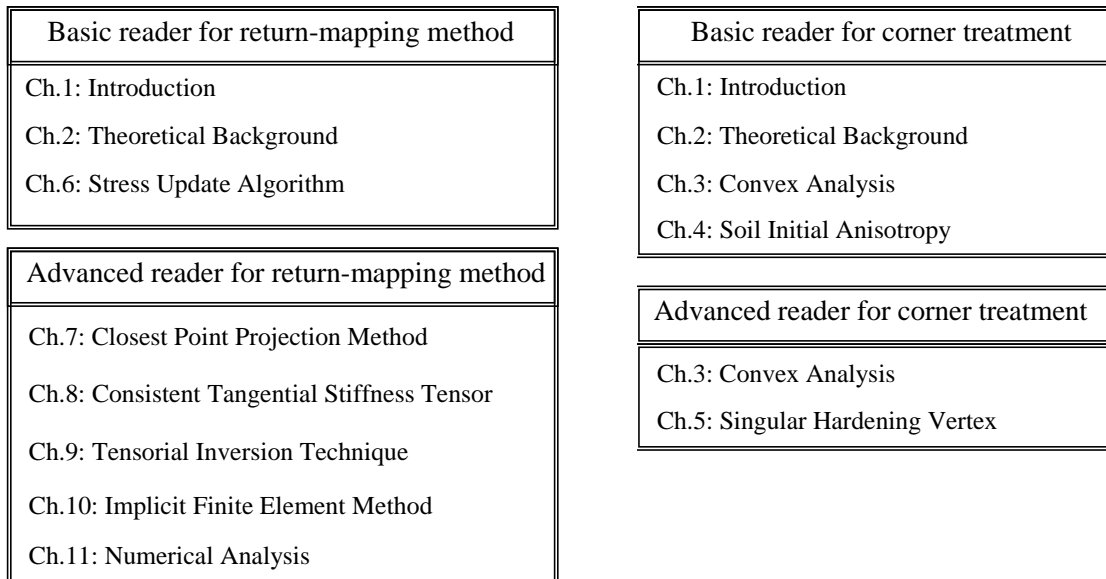 Basic reader for return-mapping method
Ch.1: Introduction
Ch.2: Theoretical Background
Ch.6: Stress Update Algorithm
Advanced reader for return-mapping method
Ch.7: Closest Point Projection Method
Ch.8: Consistent Tangential Stiffness Tensor
Ch.9: Tensorial Inversion Technique
Ch.10: Implicit Finite Element Method
Ch.11: Numerical Analysis
Basic reader for corner treatment
Ch.1: Introduction
Ch.2: Theoretical Background
Ch.3: Convex Analysis
Ch.4: Soil Initial Anisotropy
Advanced reader for corner treatment
Ch.3: Convex Analysis
Ch.5: Singular Hardening Vertex